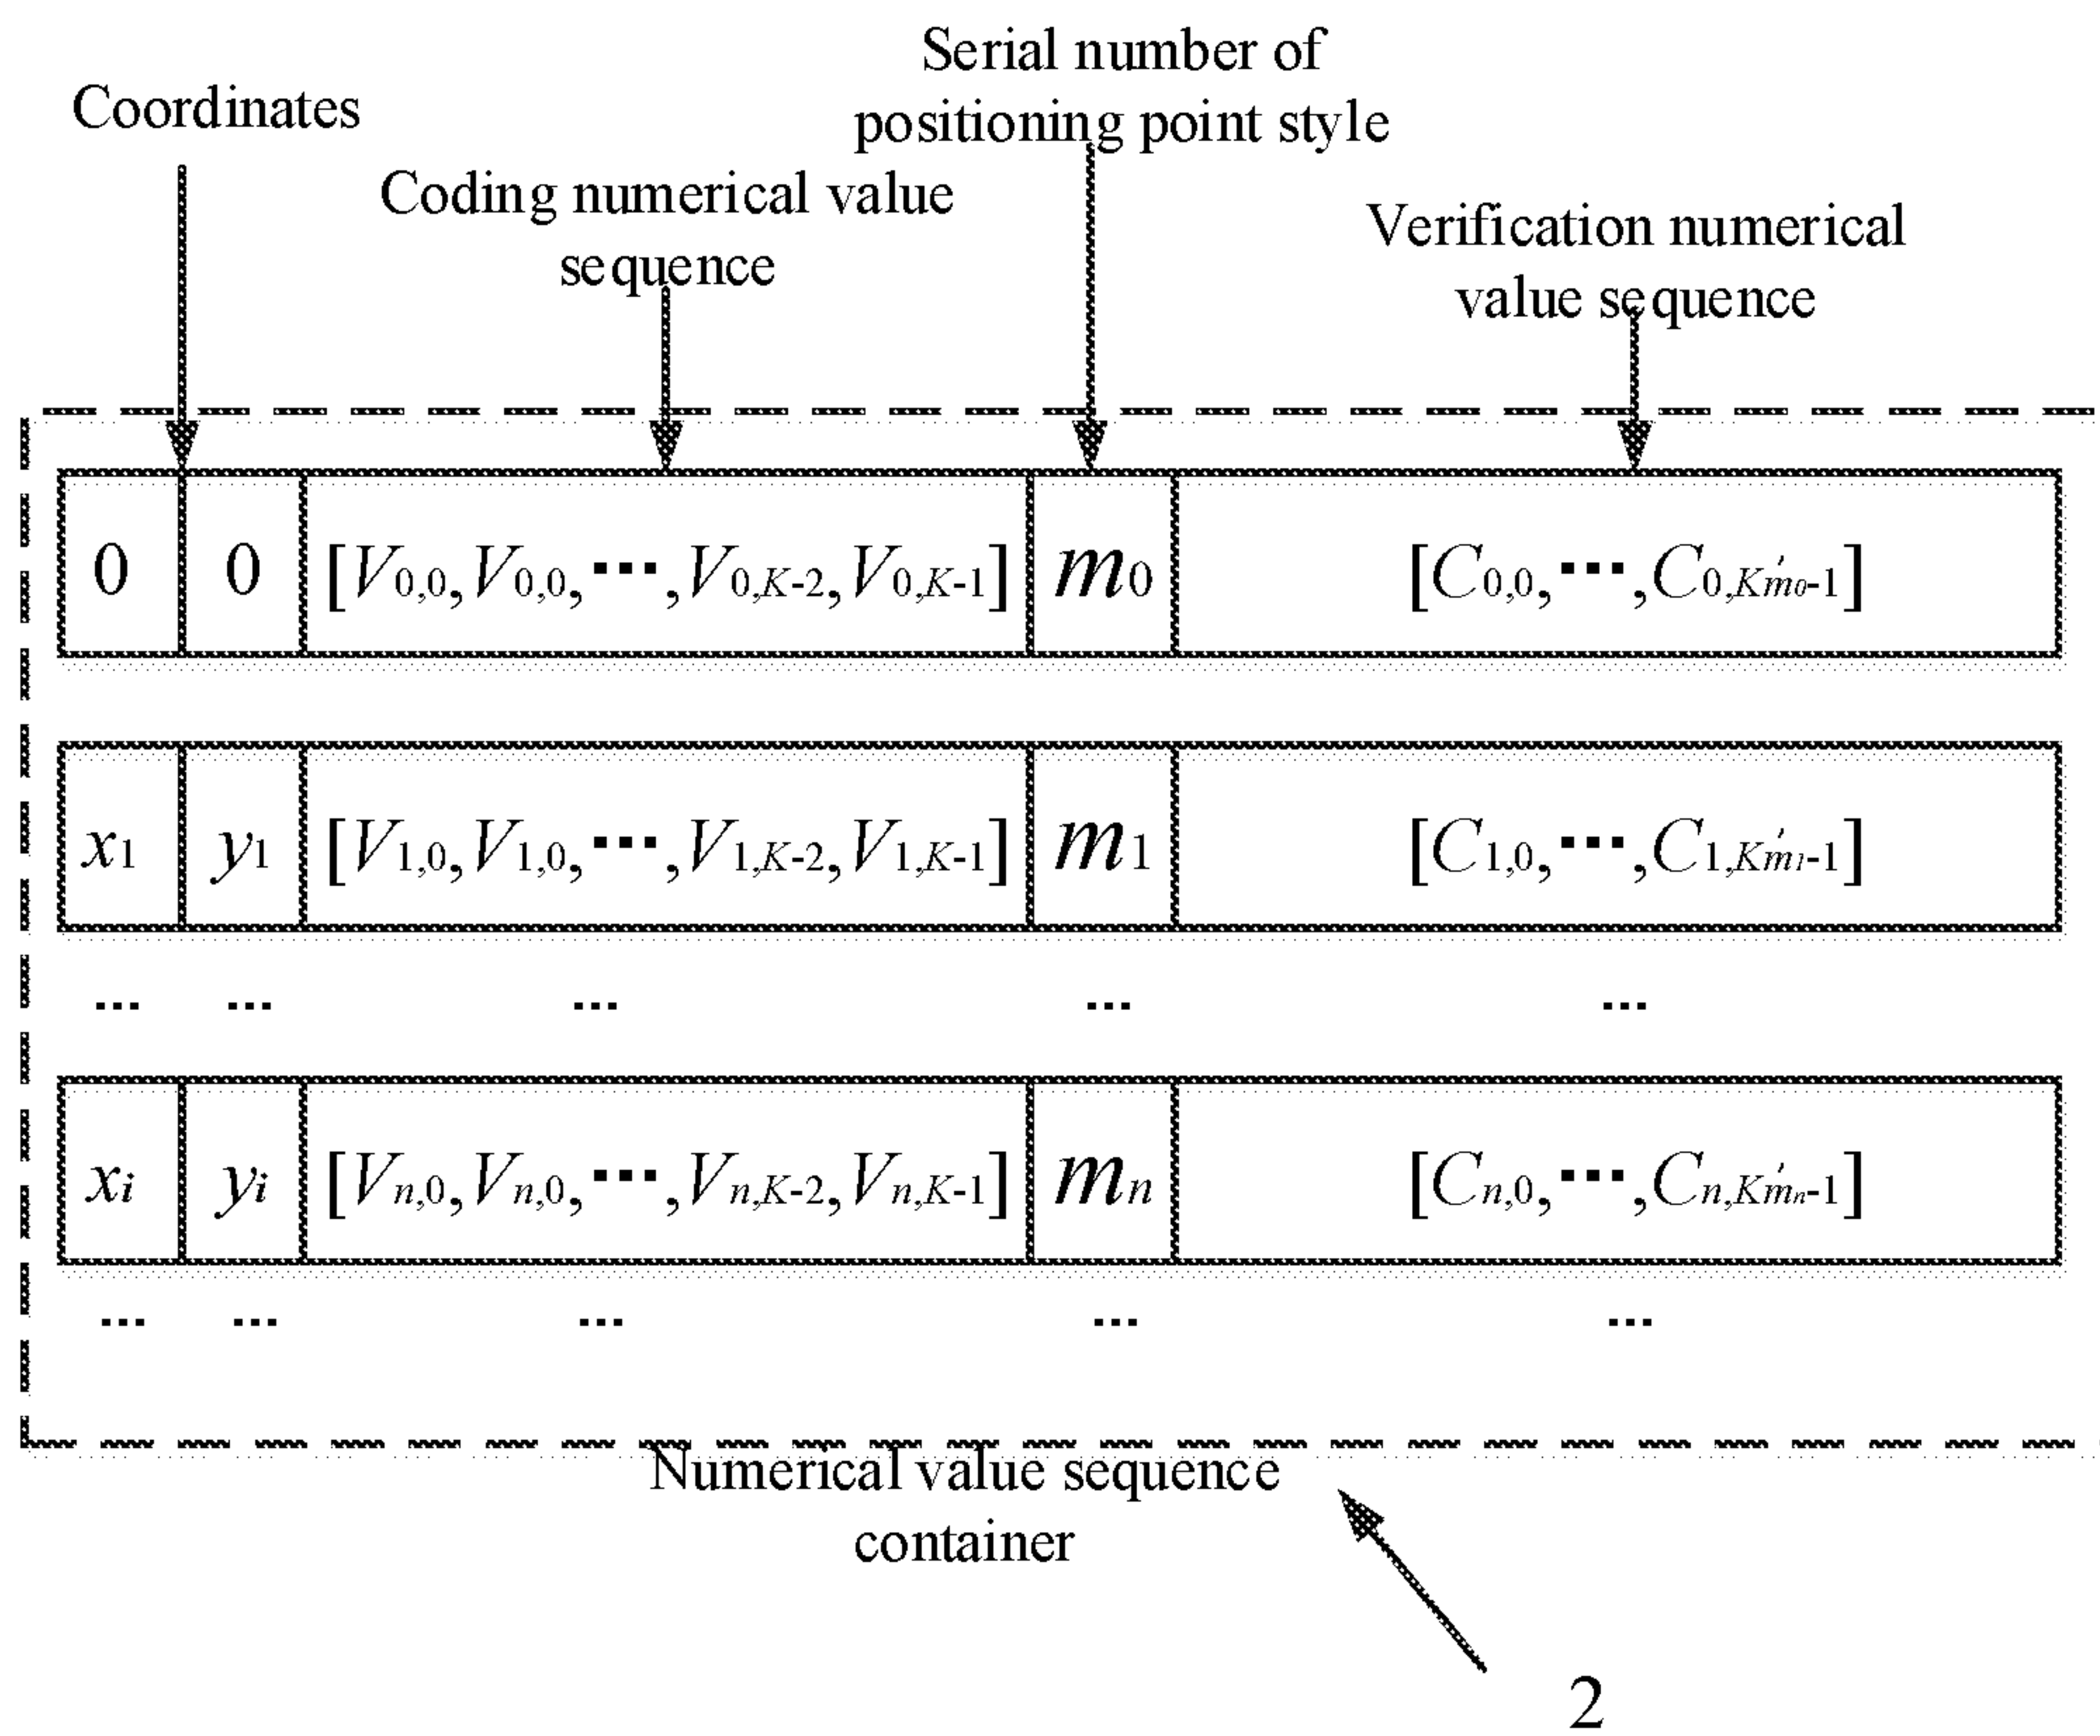 Serial number of
positioning point style
Coordinates
Coding numerical value
sequence
Verification numerical
value sequence
0 0 [V0,0, V0,0, ⋯, V0,K-2, V0,K-1] m0 [C0,0, ⋯, C0,K'm0-1]
x1 y1 [V1,0, V1,0, ⋯, V1,K-2, V1,K-1] m1 [C1,0, ⋯, C1,K'm1-1]
... ... ... ... ...
xi yi [Vn,0, Vn,0, ⋯, Vn,K-2, Vn,K-1] mn [Cn,0, ⋯, Cn,K'mn-1]
... ... ... ... ...
Numerical value sequence
container
2